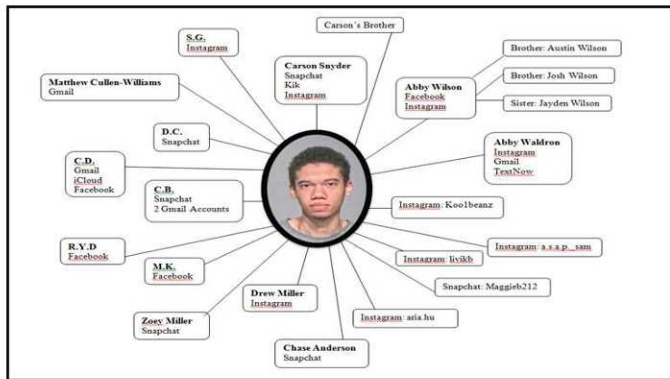 S.G.
Instagram
Carson's Brother
Carson Snyder
Snapchat
Kik
Instagram
Abby Wilson
Facebook
Instagram
Brother: Austin Wilson
Brother: Josh Wilson
Sister: Jayden Wilson
Matthew Cullen-Williams
Gmail
D.C.
Snapchat
Abby Waldron
Instagram
Gmail
TextNow
C.D.
Gmail
iCloud
Facebook
C.B.
Snapchat
2 Gmail Accounts
Instagram: Koo1beanz
Instagram: a.s.a.p._sam
Instagram: livikb
R.Y.D
Facebook
M.K.
Facebook
Snapchat: Maggieb212
Drew Miller
Instagram
Instagram: aria.hu
Zoey Miller
Snapchat
Chase Anderson
Snapchat